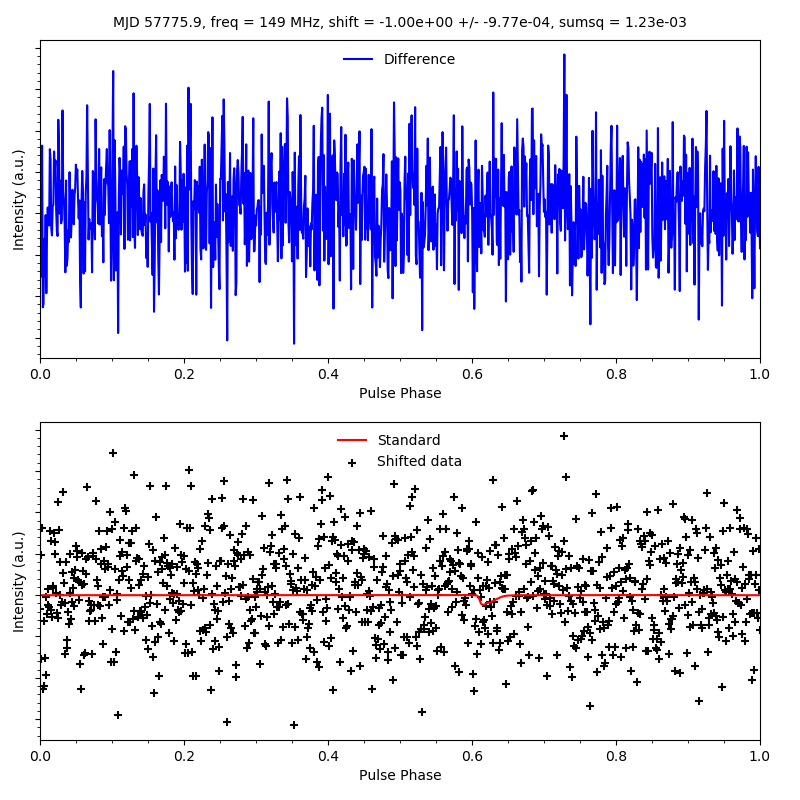 MJD 57775.9, freq = 149 MHz, shift = -1.00e+00 +/- -9.77e-04, sumsq = 1.23e-03
Difference
Intensity (a.u.)
0.0 0.2 0.4 0.6 0.8 1.0
Pulse Phase
Standard
Shifted data
Intensity (a.u.)
0.0 0.2 0.4 0.6 0.8 1.0
Pulse Phase